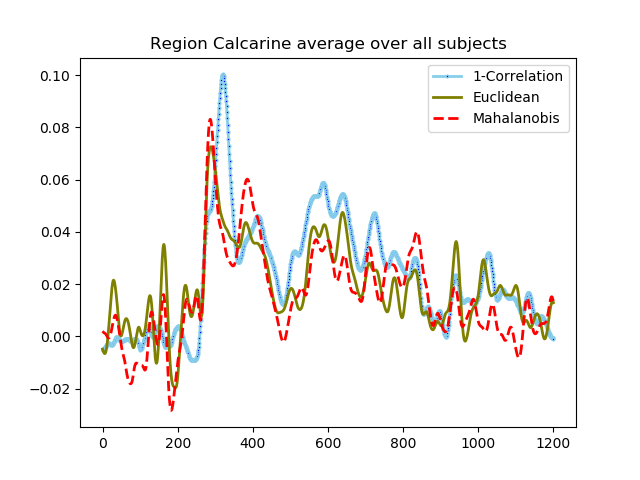 Region Calcarine average over all subjects
1-Correlation
Euclidean
Mahalanobis
0.10
0.08
0.06
0.04
0.02
0.00
−0.02
0 200 400 600 800 1000 1200